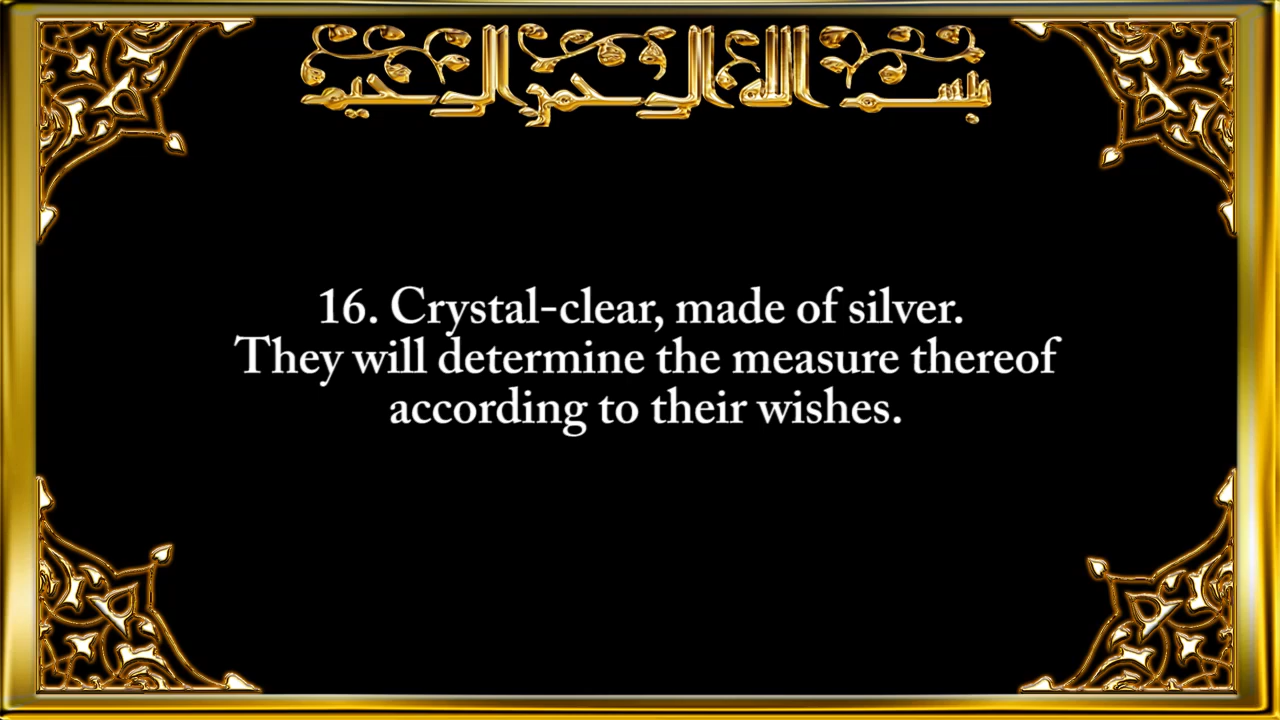 بسم الله الرحمن الرحيم
16. Crystal-clear, made of silver.
They will determine the measure thereof
according to their wishes.